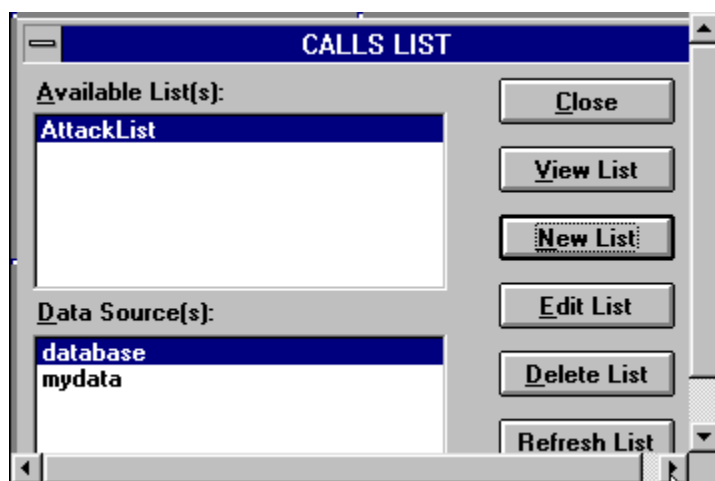 CALLS LIST
Available List(s):
AttackList
Data Source(s):
database
mydata
Close
View List
New List
Edit List
Delete List
Refresh List